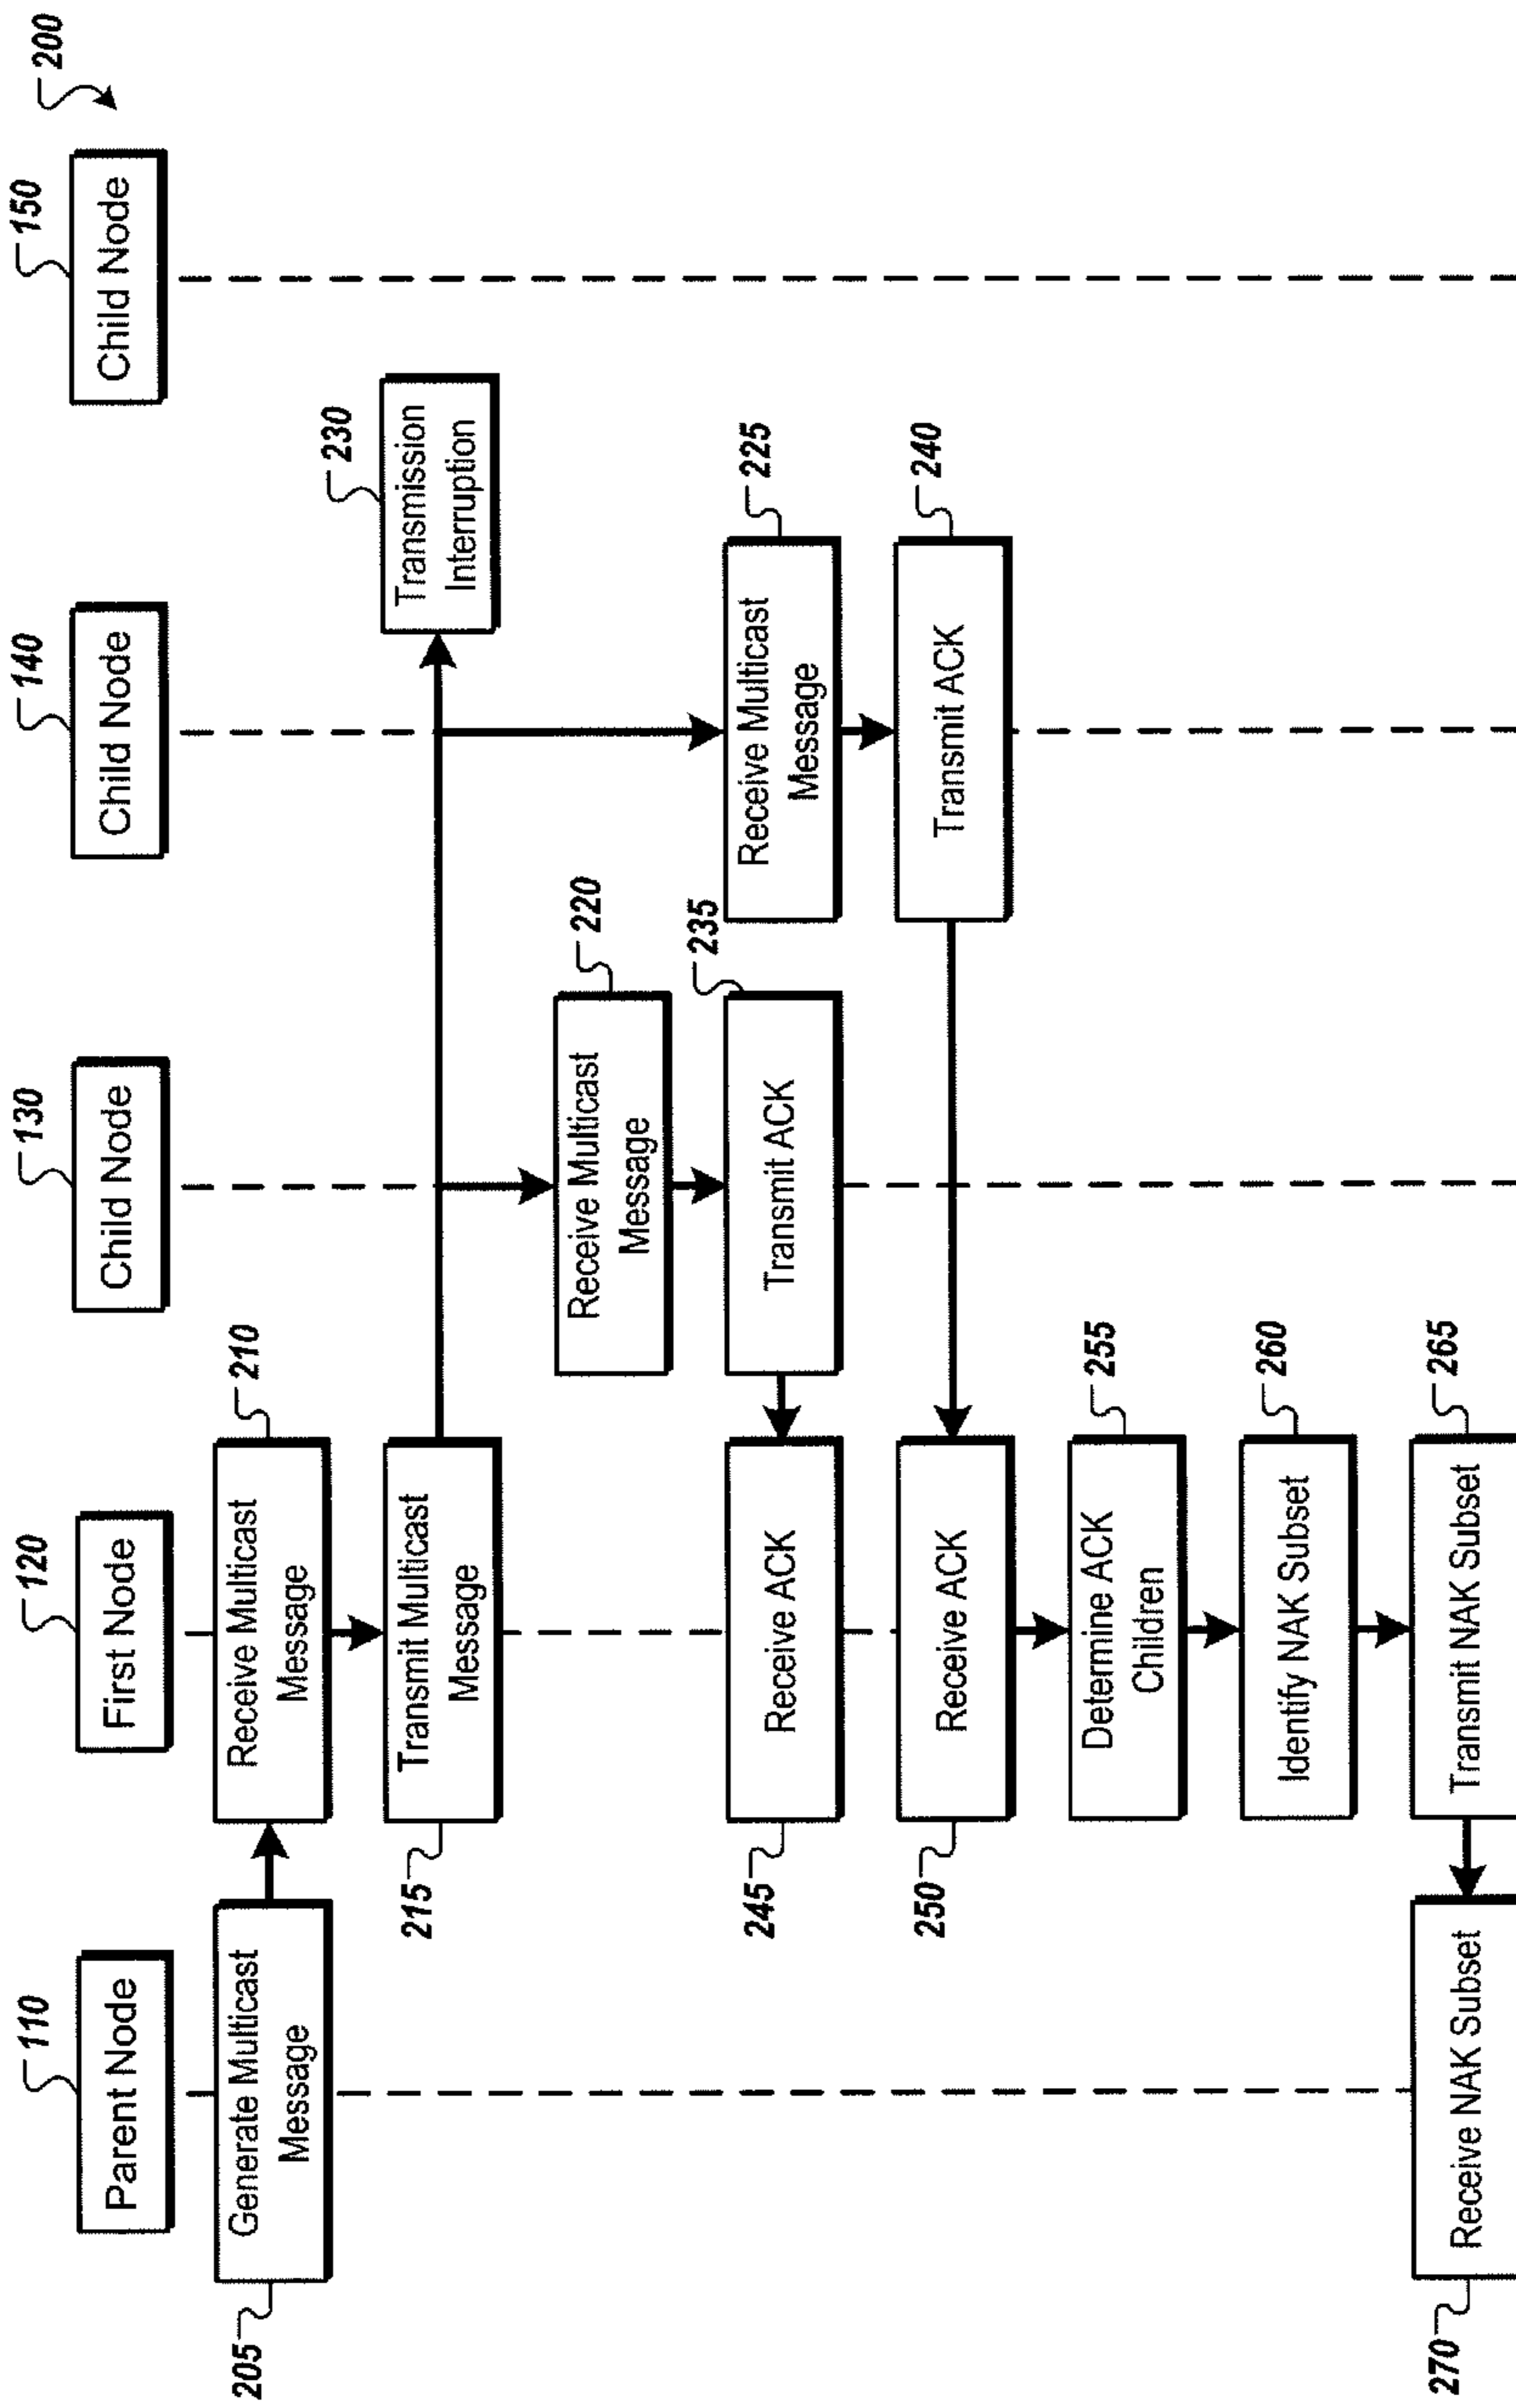 200
110
120
130
140
150
Parent Node
First Node
Child Node
Child Node
Child Node
205
Generate Multicast
Message
210
Receive Multicast
Message
215
Transmit Multicast
Message
230
Transmission
Interruption
220
Receive Multicast
Message
225
Receive Multicast
Message
235
Transmit ACK
245
Receive ACK
240
Transmit ACK
250
Receive ACK
255
Determine ACK
Children
260
Identify NAK Subset
265
Transmit NAK Subset
270
Receive NAK Subset